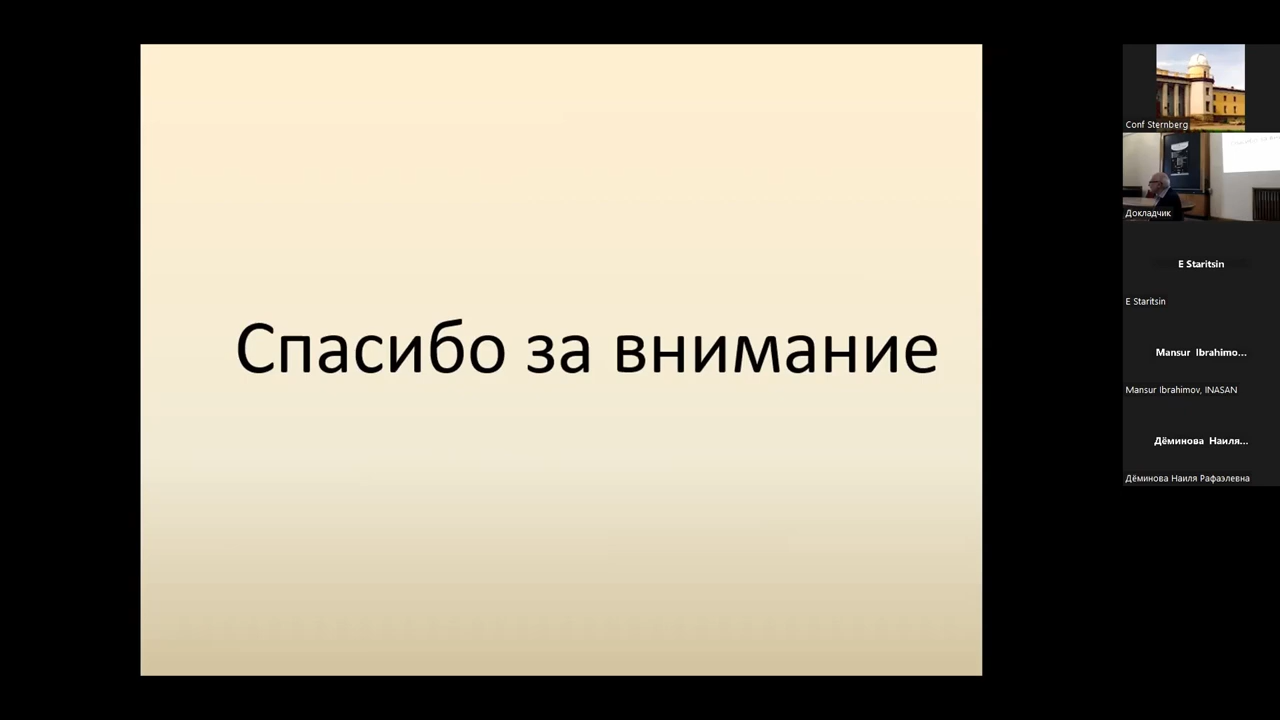 Спасибо за внимание
Conf Sternberg
Докладчик
E Staritsin
E Staritsin
Mansur Ibrahimo...
Mansur Ibrahimov, INASAN
Дёминова Наиля...
Дёминова Наиля Рафаэлевна